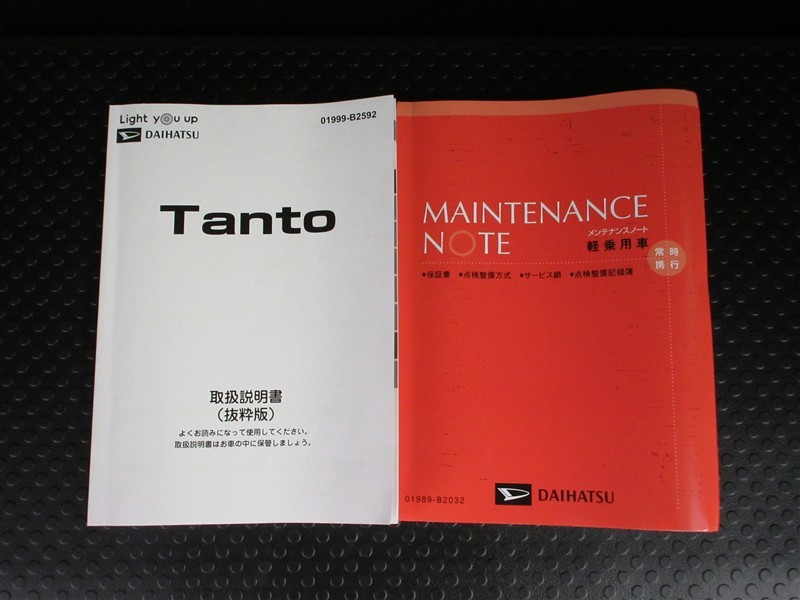 Light you up
DAIHATSU
01999-B2592
Tanto
取扱説明書
（抜粋版）
よくお読みになって使用してください。
取扱説明書はお車の中に保管しましょう。
MAINTENANCE
NOTE
メンテナンスノート
軽乗用車
常時
携行
●保証書 ●点検整備方式 ●サービス網 ●点検整備記録簿
01989-B2032
DAIHATSU